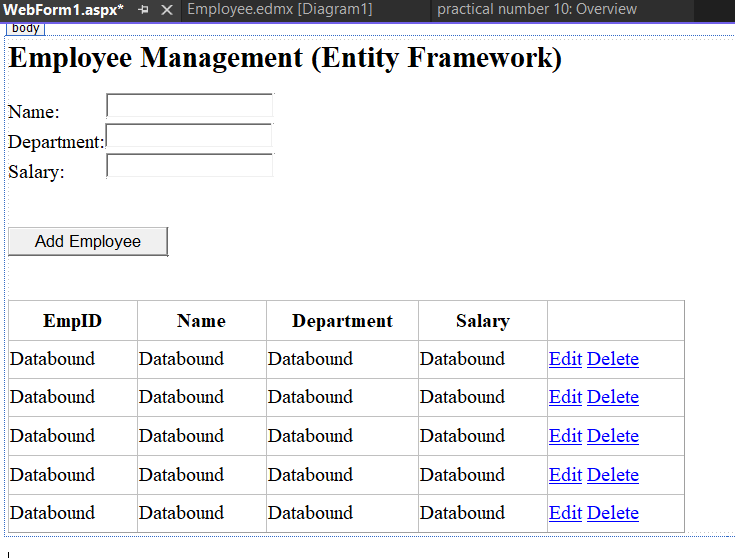 WebForm1.aspx* Employee.edmx [Diagram1] practical number 10: Overview
body
Employee Management (Entity Framework)
Name:
Department:
Salary:
Add Employee
EmpID Name Department Salary
Databound Databound Databound Databound Edit Delete
Databound Databound Databound Databound Edit Delete
Databound Databound Databound Databound Edit Delete
Databound Databound Databound Databound Edit Delete
Databound Databound Databound Databound Edit Delete